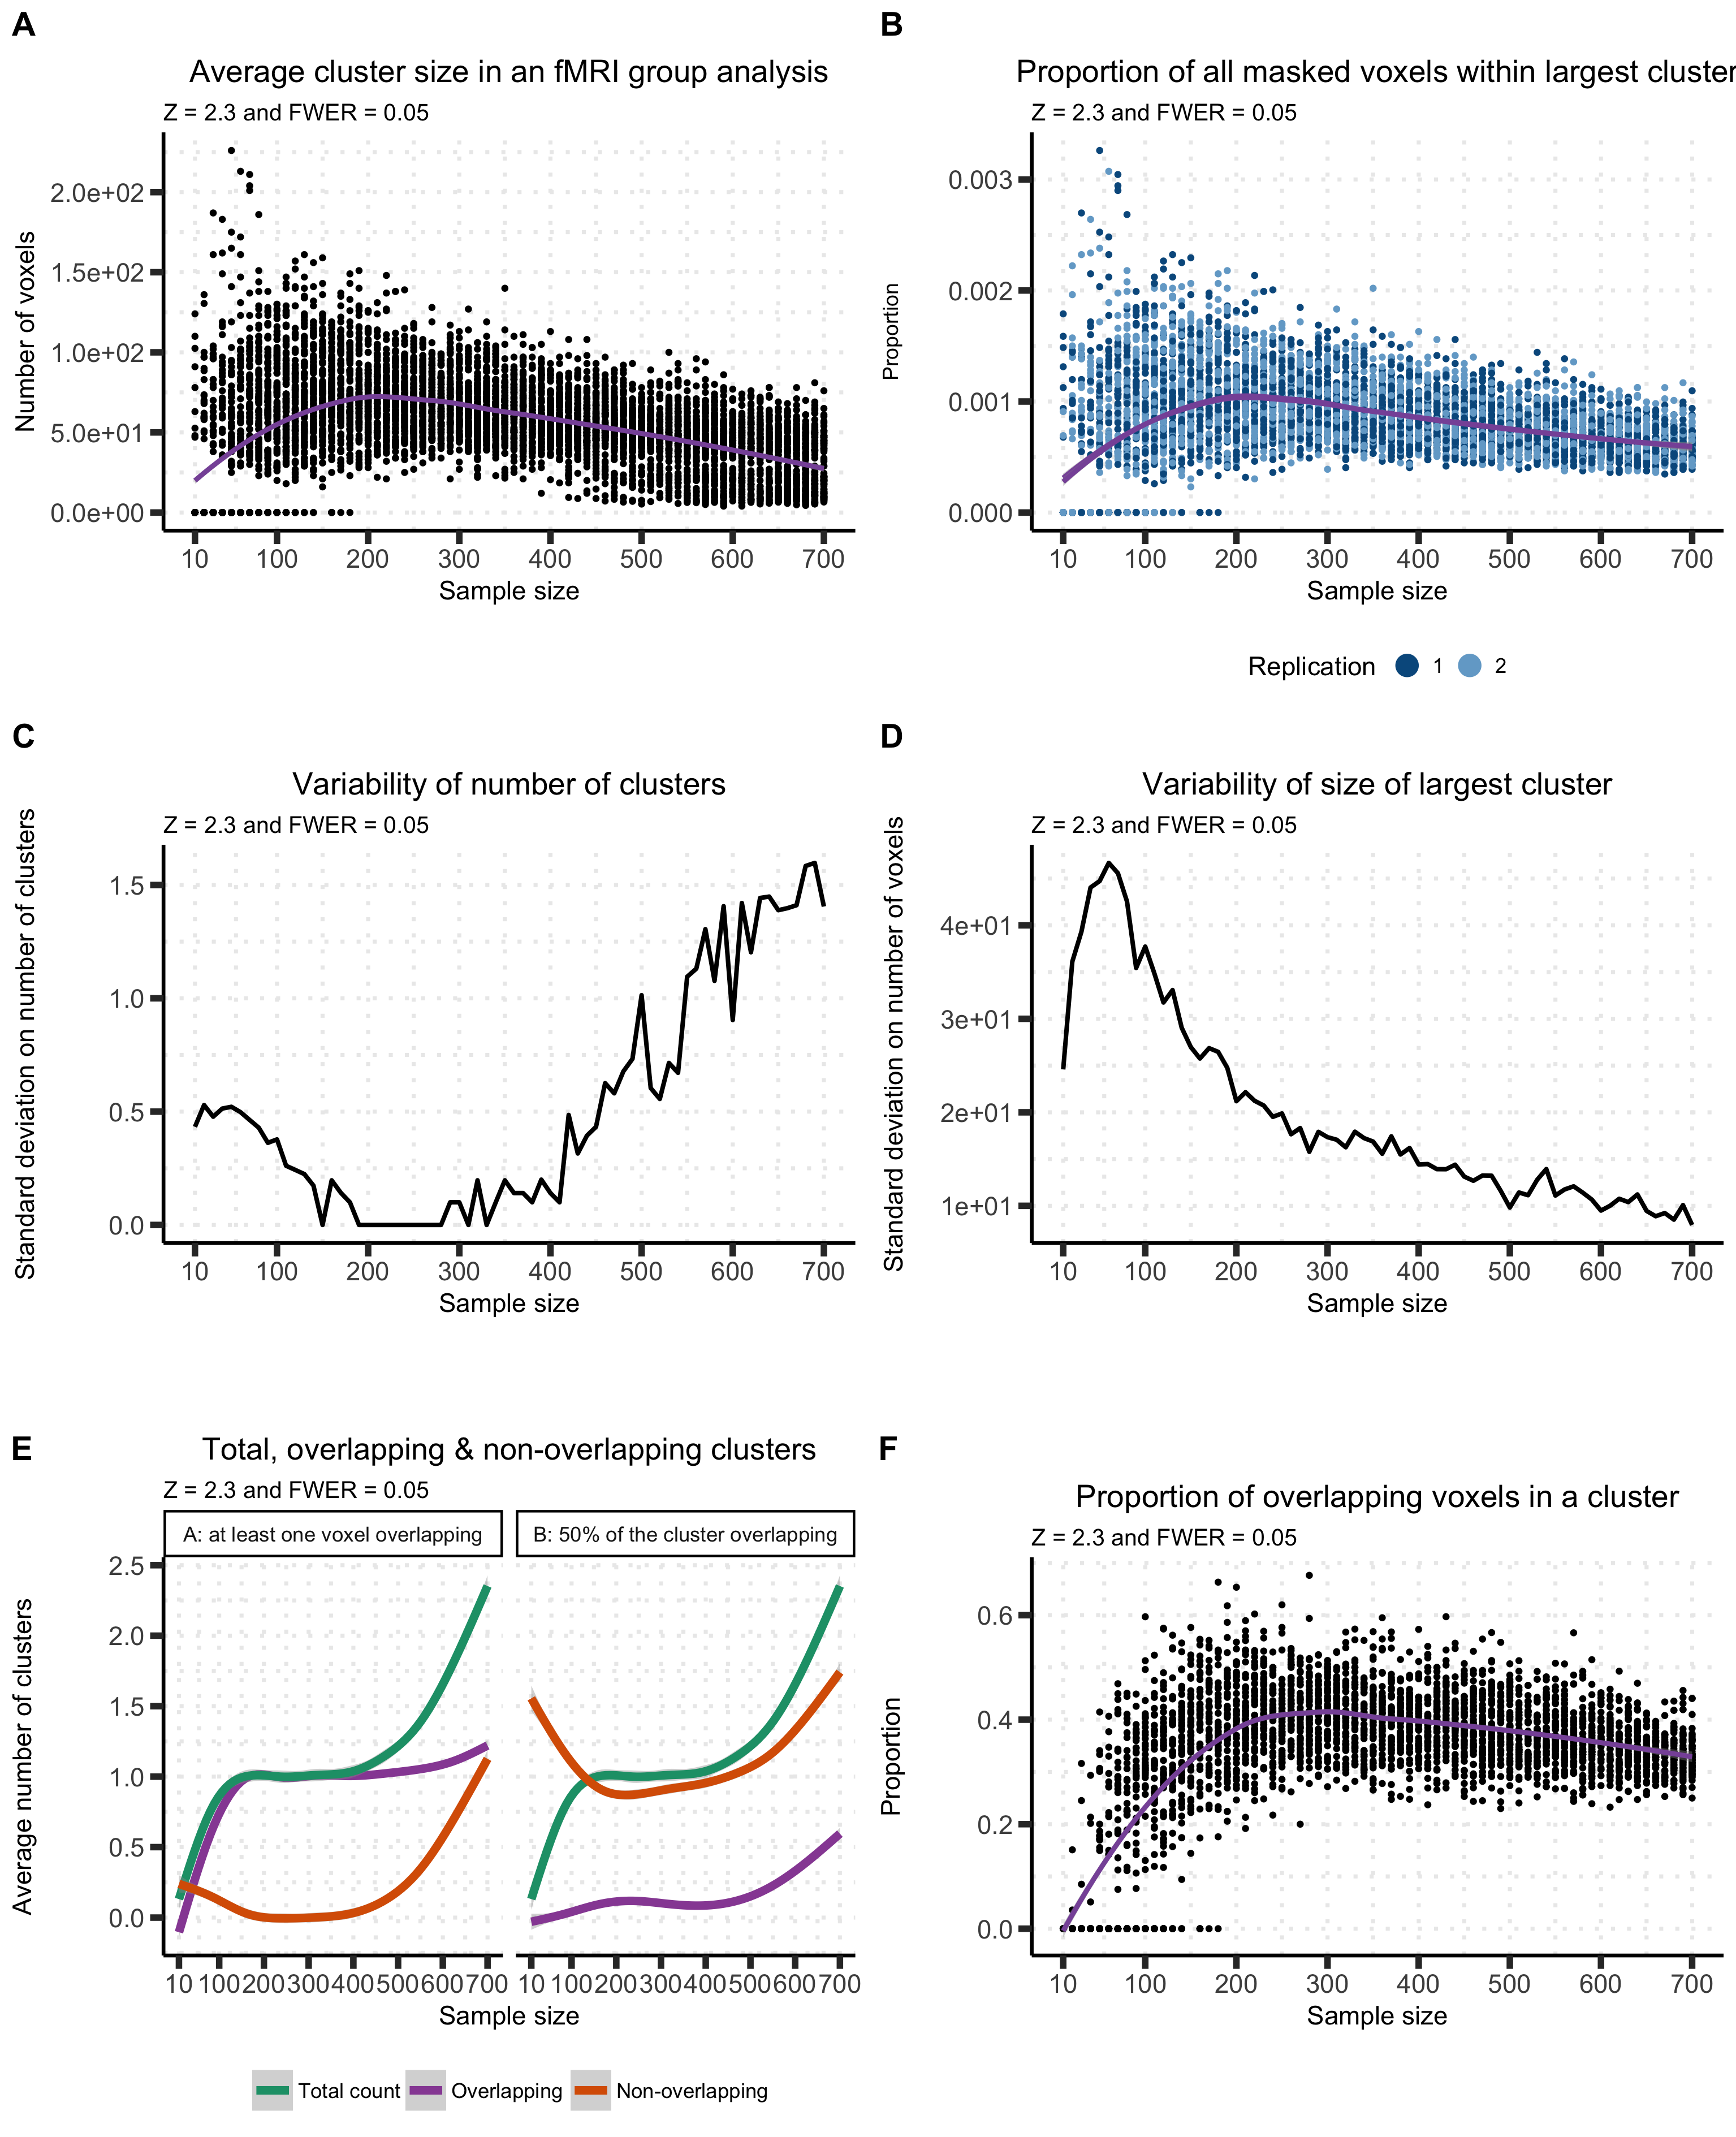 A
Average cluster size in an fMRI group analysis
Z = 2.3 and FWER = 0.05
Number of voxels
2.0e+02
1.5e+02
1.0e+02
5.0e+01
0.0e+00
10 100 200 300 400 500 600 700
Sample size
B
Proportion of all masked voxels within largest cluster
Z = 2.3 and FWER = 0.05
Proportion
0.003
0.002
0.001
0.000
10 100 200 300 400 500 600 700
Sample size
Replication 1 2
C
Variability of number of clusters
Z = 2.3 and FWER = 0.05
Standard deviation on number of clusters
1.5
1.0
0.5
0.0
10 100 200 300 400 500 600 700
Sample size
D
Variability of size of largest cluster
Z = 2.3 and FWER = 0.05
Standard deviation on number of voxels
4e+01
3e+01
2e+01
1e+01
10 100 200 300 400 500 600 700
Sample size
E
Total, overlapping & non-overlapping clusters
Z = 2.3 and FWER = 0.05
A: at least one voxel overlapping
B: 50% of the cluster overlapping
Average number of clusters
2.5
2.0
1.5
1.0
0.5
0.0
10 100 200 300 400 500 600 700
10 100 200 300 400 500 600 700
Sample size
Total count Overlapping Non-overlapping
F
Proportion of overlapping voxels in a cluster
Z = 2.3 and FWER = 0.05
Proportion
0.6
0.4
0.2
0.0
10 100 200 300 400 500 600 700
Sample size